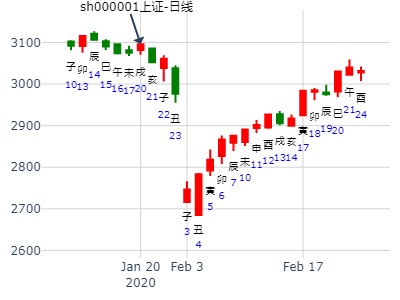 sh000001上证-日线
3100
3000
2900
2800
2700
2600
子 卯 辰 巳 午 未 戌 亥 子 丑
10 13 14 15 16 17 20 21 22 23
子 丑 寅 卯 辰 未 申 酉 戌 亥
3 4 5 6 7 10 11 12 13 14
寅 卯 辰 巳 午 酉
17 18 19 20 21 24
Jan 20
2020
Feb 3
Feb 17